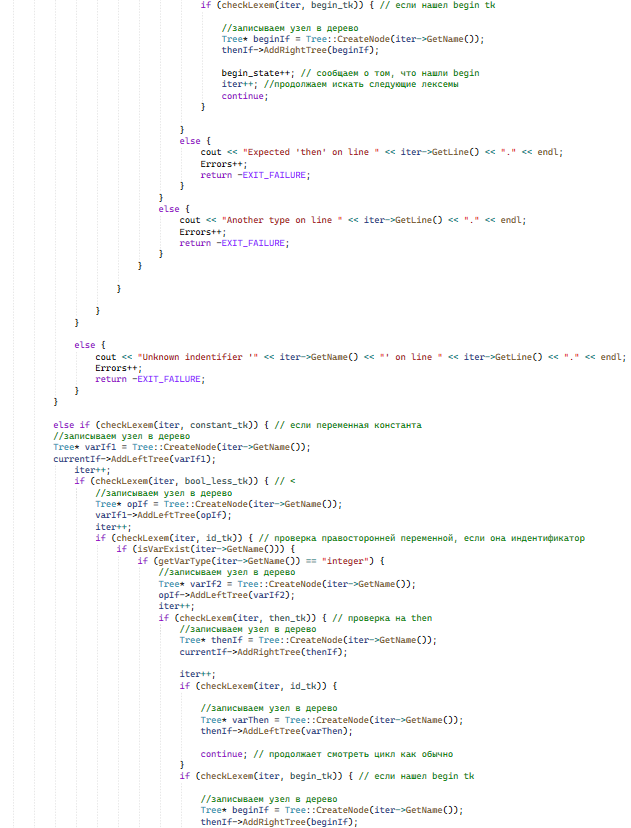 if (checkLexem(iter, begin_tk)) { // если нашел begin tk
//записываем узел в дерево
Tree* beginIf = Tree::CreateNode(iter->GetName());
thenIf->AddRightTree(beginIf);
begin_state++; // сообщаем о том, что нашли begin
iter++; //продолжаем искать следующие лексемы
continue;
}
}
else {
cout << "Expected 'then' on line " << iter->GetLine() << "." << endl;
Errors++;
return -EXIT_FAILURE;
}
}
else {
cout << "Another type on line " << iter->GetLine() << "." << endl;
Errors++;
return -EXIT_FAILURE;
}
}
}
}
}
else {
cout << "Unknown indentifier '" << iter->GetName() << "' on line " << iter->GetLine() << "." << endl;
Errors++;
return -EXIT_FAILURE;
}
}
else if (checkLexem(iter, constant_tk)) { // если переменная константа
//записываем узел в дерево
Tree* varIf1 = Tree::CreateNode(iter->GetName());
currentIf->AddLeftTree(varIf1);
iter++;
if (checkLexem(iter, bool_less_tk)) { // <
//записываем узел в дерево
Tree* opIf = Tree::CreateNode(iter->GetName());
varIf1->AddLeftTree(opIf);
iter++;
if (checkLexem(iter, id_tk)) { // проверка правосторонней переменной, если она индентификатор
if (isVarExist(iter->GetName())) {
if (getVarType(iter->GetName()) == "integer") {
//записываем узел в дерево
Tree* varIf2 = Tree::CreateNode(iter->GetName());
opIf->AddLeftTree(varIf2);
iter++;
if (checkLexem(iter, then_tk)) { // проверка на then
//записываем узел в дерево
Tree* thenIf = Tree::CreateNode(iter->GetName());
currentIf->AddRightTree(thenIf);
iter++;
if (checkLexem(iter, id_tk)) {
//записываем узел в дерево
Tree* varThen = Tree::CreateNode(iter->GetName());
thenIf->AddLeftTree(varThen);
continue; // продолжает смотреть цикл как обычно
}
if (checkLexem(iter, begin_tk)) { // если нашел begin tk
//записываем узел в дерево
Tree* beginIf = Tree::CreateNode(iter->GetName());
thenIf->AddRightTree(beginIf);